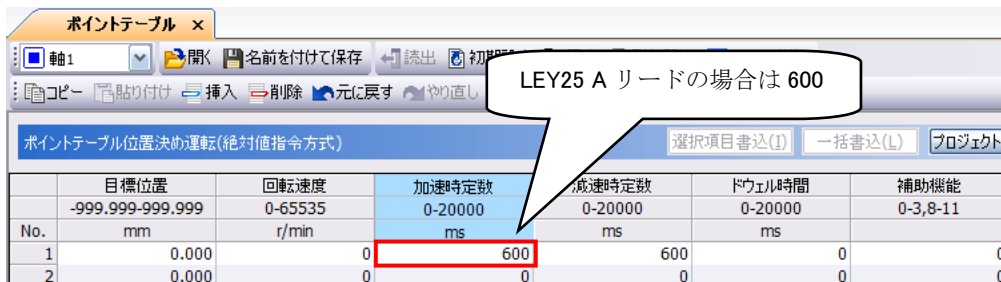 ポイントテーブル ×
軸1 開く 名前を付けて保存 読出
コピー 貼り付け 挿入 削除 元に戻す やり直し
LEY25 A リードの場合は 600
ポイントテーブル位置決め運転(絶対値指令方式) 選択項目書込(I) 一括書込(L) プロジェクト
目標位置 回転速度 加速時定数 減速時定数 ドウェル時間 補助機能
-999.999-999.999 0-65535 0-20000 0-20000 0-20000 0-3,8-11
No. mm r/min ms ms ms
1 0.000 0 600 600 0 0
2 0.000 0 0 0 0 0